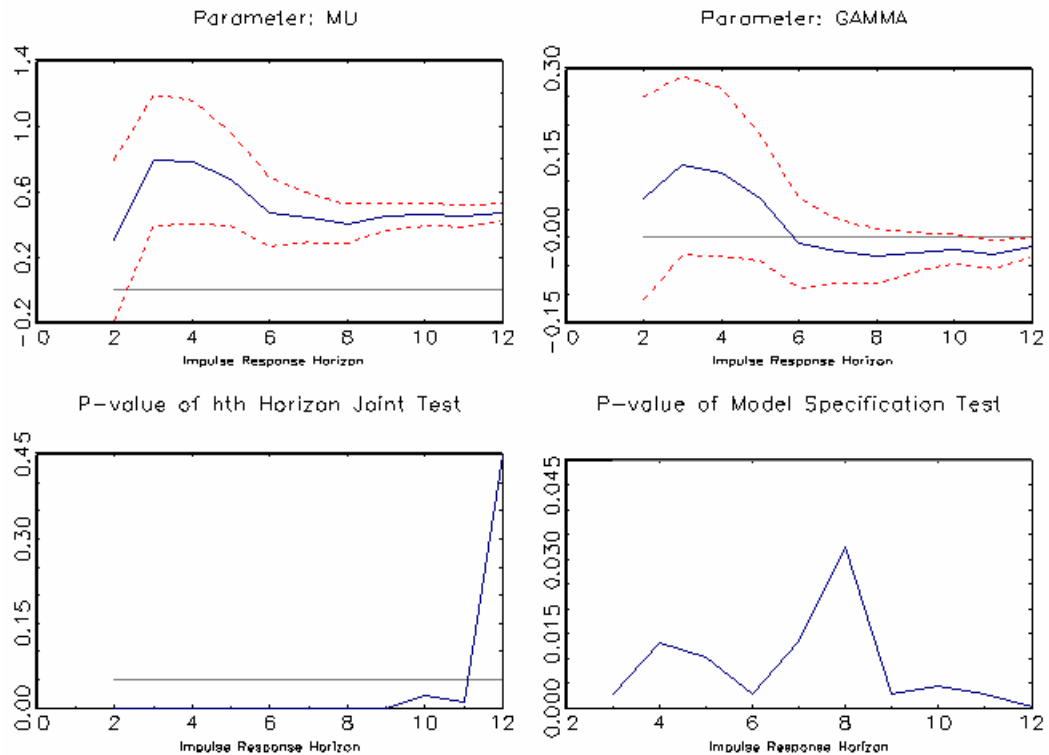 Parameter: MU
1.4
1.0
0.6
0.2
-0.2
0 2 4 6 8 10 12
Impulse Response Horizon
Parameter: GAMMA
0.30
0.15
-0.00
-0.15
0 2 4 6 8 10 12
Impulse Response Horizon
P-value of hth Horizon Joint Test
0.45
0.30
0.15
0.00
0 2 4 6 8 10 12
Impulse Response Horizon
P-value of Model Specification Test
0.045
0.030
0.015
0.000
2 4 6 8 10 12
Impulse Response Horizon